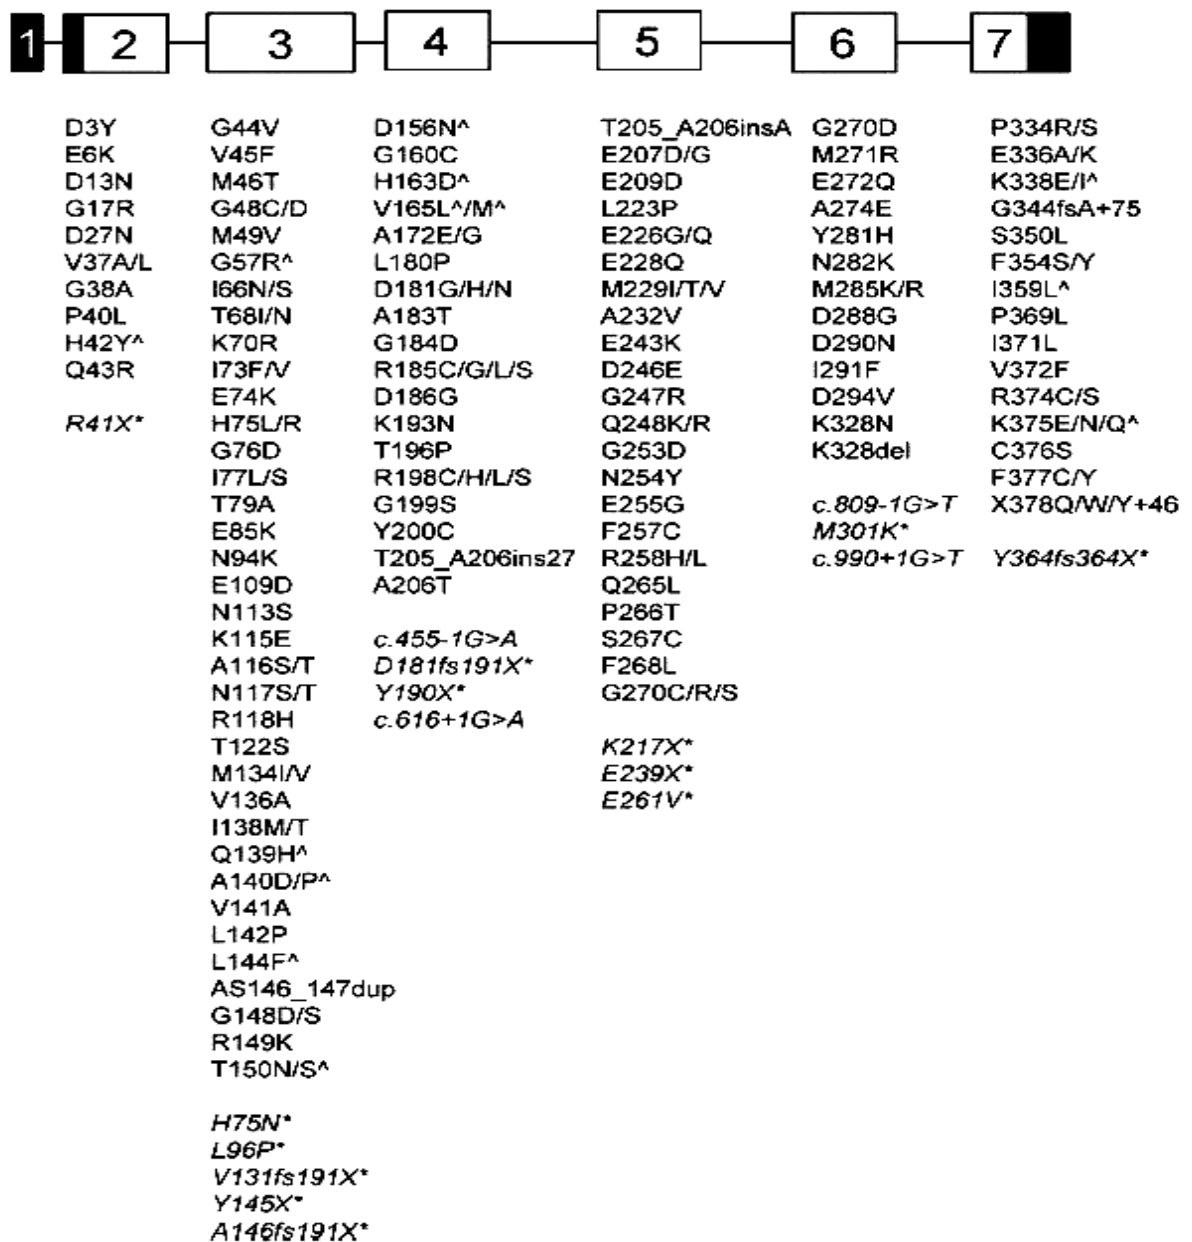 1 2 3 4 5 6 7
D3Y
E6K
D13N
G17R
D27N
V37A/L
G38A
P40L
H42Y^
Q43R
R41X*
G44V
V45F
M46T
G48C/D
M49V
G57R^
I66N/S
T68I/N
K70R
I73F/V
E74K
H75L/R
G76D
I77L/S
T79A
E85K
N94K
E109D
N113S
K115E
A116S/T
N117S/T
R118H
T122S
M134I/V
V136A
I138M/T
Q139H^
A140D/P^
V141A
L142P
L144F^
AS146_147dup
G148D/S
R149K
T150N/S^
H75N*
L96P*
V131fs191X*
Y145X*
A146fs191X*
D156N^
G160C
H163D^
V165L^/M^
A172E/G
L180P
D181G/H/N
A183T
G184D
R185C/G/L/S
D186G
K193N
T196P
R198C/H/L/S
G199S
Y200C
T205_A206ins27
A206T
c.455-1G>A
D181fs191X*
Y190X*
c.616+1G>A
T205_A206insA
E207D/G
E209D
L223P
E226G/Q
E228Q
M229I/T/V
A232V
E243K
D246E
G247R
Q248K/R
G253D
N254Y
E255G
F257C
R258H/L
Q265L
P266T
S267C
F268L
G270C/R/S
K217X*
E239X*
E261V*
G270D
M271R
E272Q
A274E
Y281H
N282K
M285K/R
D288G
D290N
I291F
D294V
K328N
K328del
c.809-1G>T
M301K*
c.990+1G>T
P334R/S
E336A/K
K338E/I^
G344fsA+75
S350L
F354S/Y
I359L^
P369L
I371L
V372F
R374C/S
K375E/N/Q^
C376S
F377C/Y
X378Q/W/Y+46
Y364fs364X*